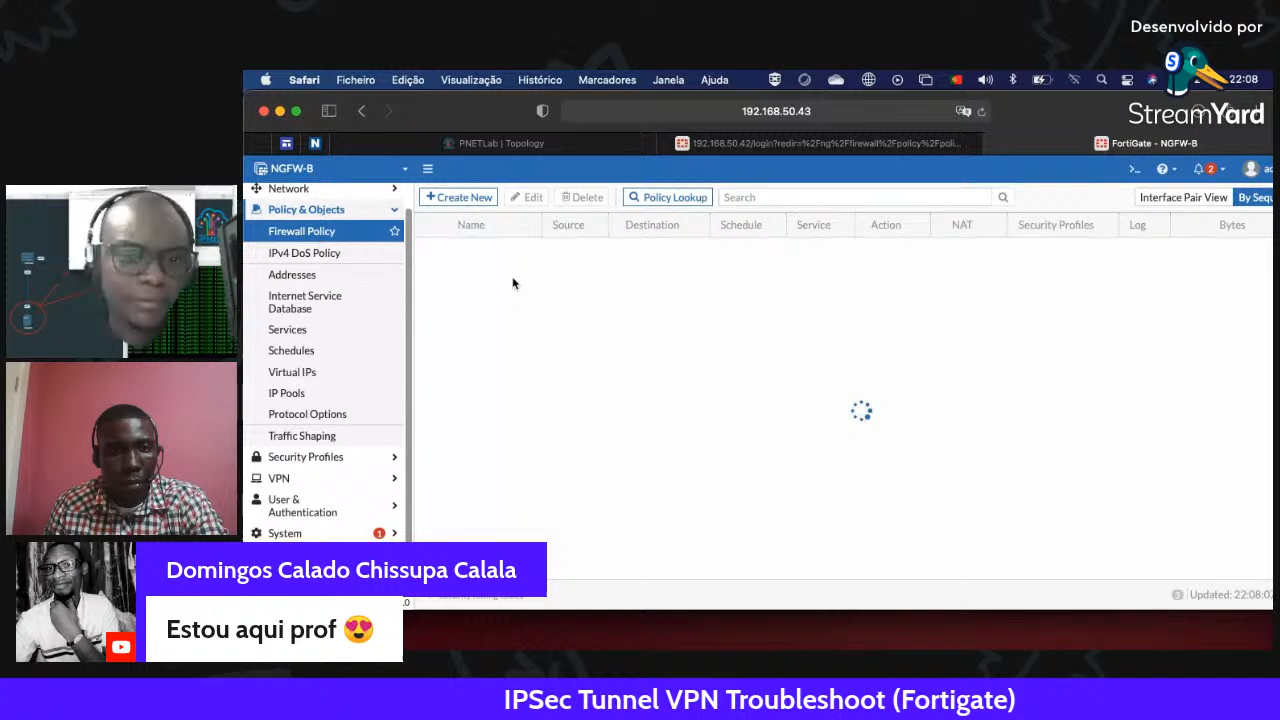 Desenvolvido por
StreamYard
Safari Ficheiro Edição Visualização Histórico Marcadores Janela Ajuda
22:08
192.168.50.43
N PNETLab | Topology 192.168.50.42/login?redir=%2Fng%2Ffirewall%2Fpolicy%2Fpoli... FortiGate - NGFW-B
NGFW-B
Network
Policy & Objects
Firewall Policy
IPv4 DoS Policy
Addresses
Internet Service
Database
Services
Schedules
Virtual IPs
IP Pools
Protocol Options
Traffic Shaping
Security Profiles
VPN
User &
Authentication
System 1
>_ ? 2
+ Create New Edit Delete Policy Lookup Search Interface Pair View By Sequ
Name Source Destination Schedule Service Action NAT Security Profiles Log Bytes
Updated: 22:08:07
Domingos Calado Chissupa Calala
Estou aqui prof 😍
IPSec Tunnel VPN Troubleshoot (Fortigate)